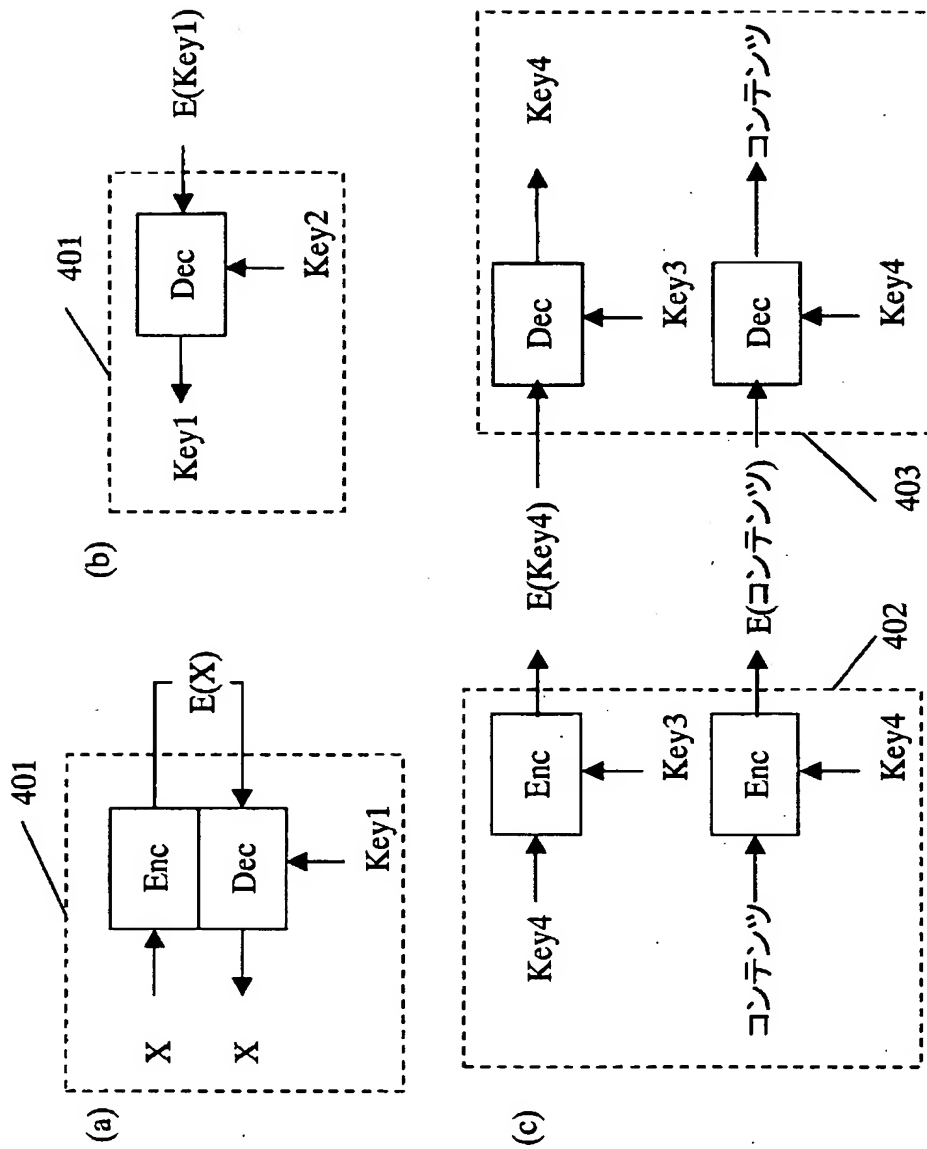 (a)
401
X
X
Enc
Dec
E(X)
Key1
(b)
401
Key1
Dec
E(Key1)
Key2
(c)
Key4
Enc
Key3
E(Key4)
Dec
Key3
Key4
コンテンツ
Enc
Key4
E(コンテンツ)
Dec
Key4
コンテンツ
402
403